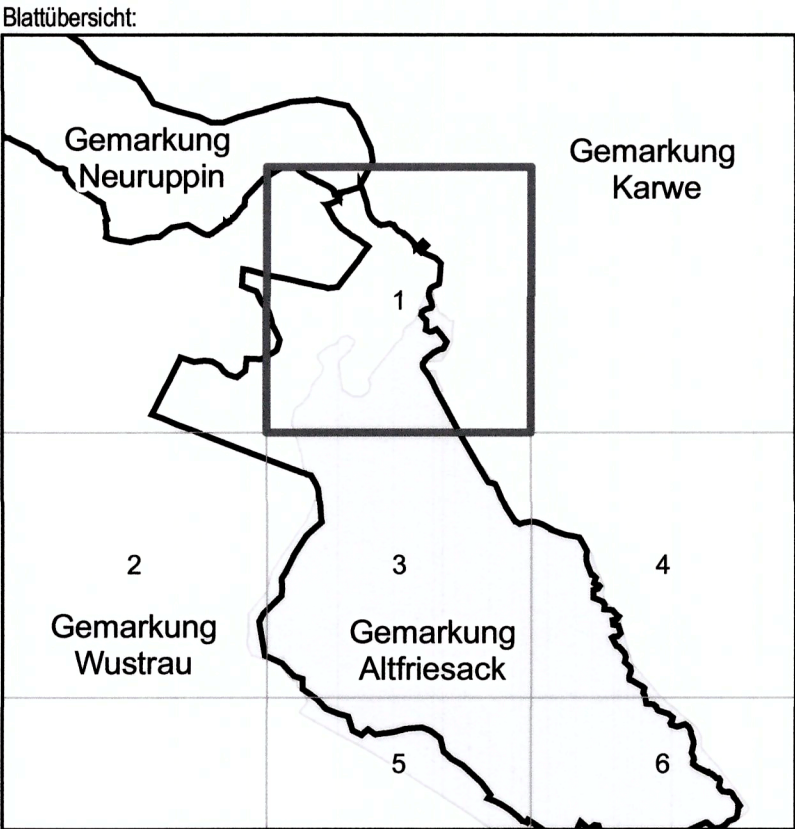 Blattübersicht:
Gemarkung
Neuruppin
Gemarkung
Karwe
1
2
3
4
Gemarkung
Wustrau
Gemarkung
Altfriesack
5
6